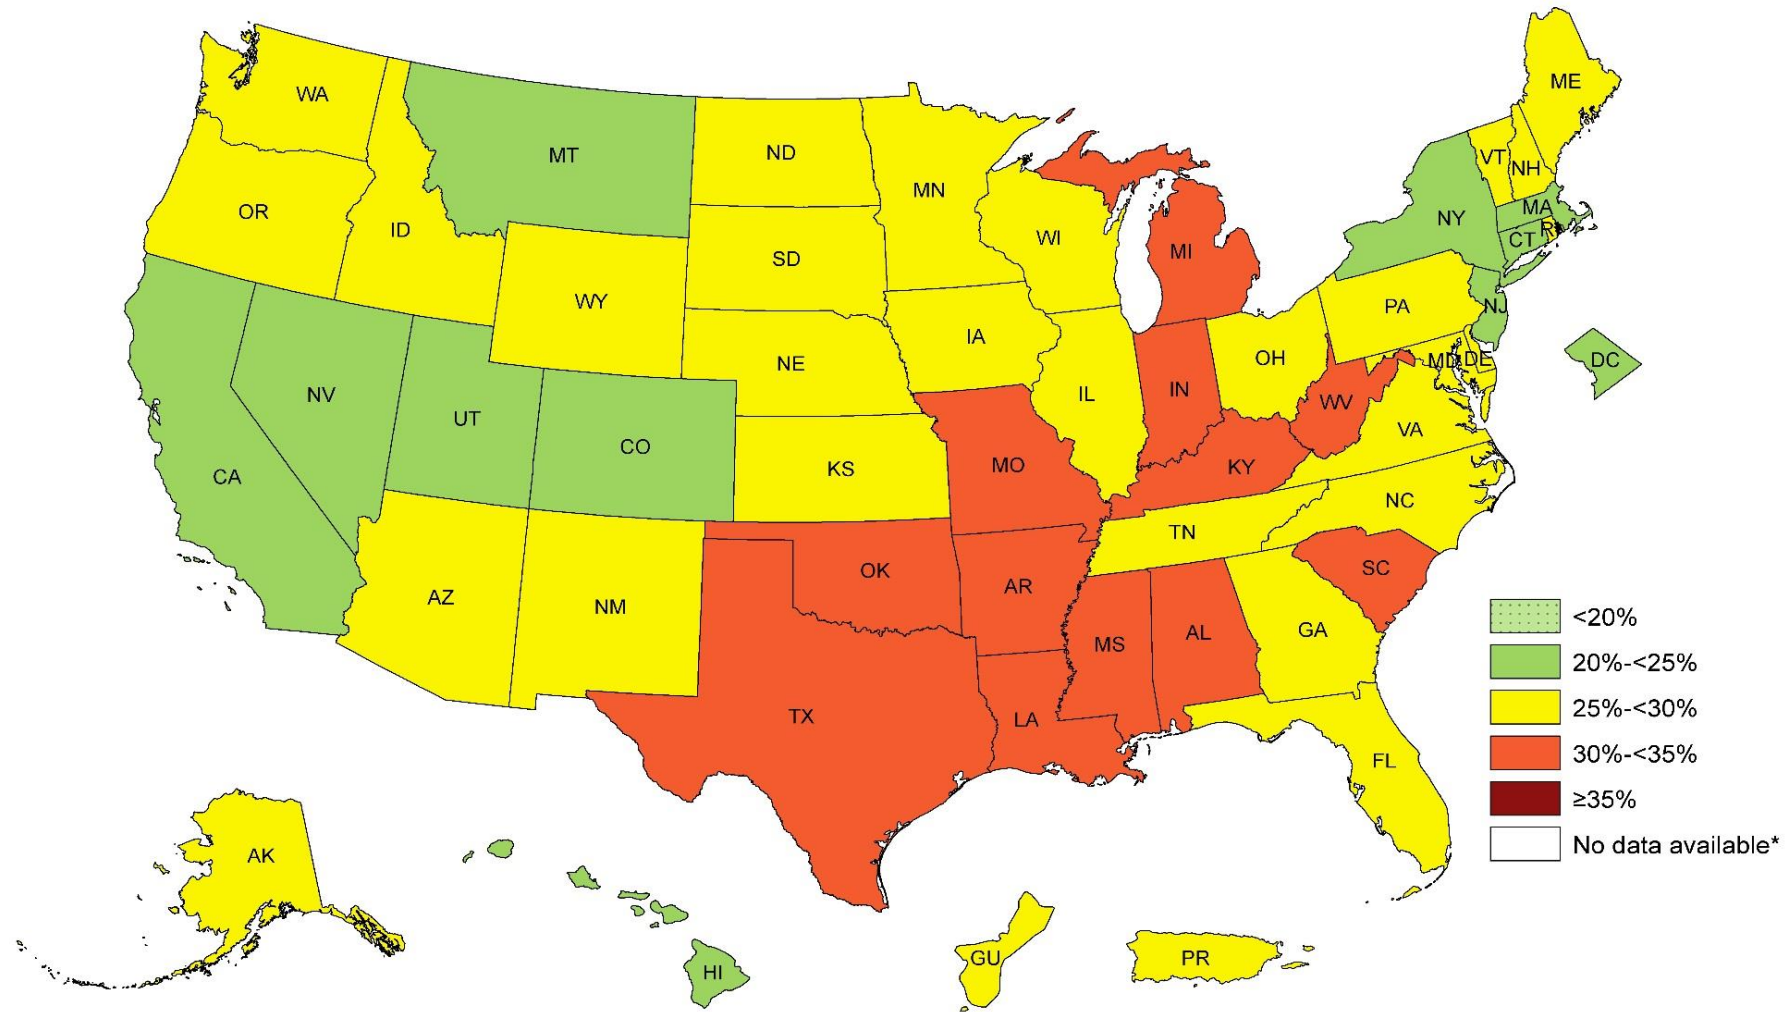 WA
MT
ND
MN
ME
VT
NH
OR
ID
SD
WI
MI
NY
MA
CT
RI
WY
IA
NE
PA
NJ
NV
UT
CO
IL
IN
OH
MD
DE
DC
CA
KS
MO
KY
WV
VA
AZ
NM
OK
AR
TN
NC
SC
TX
LA
MS
AL
GA
FL
AK
HI
GU
PR
<20%
20%-<25%
25%-<30%
30%-<35%
≥35%
No data available*